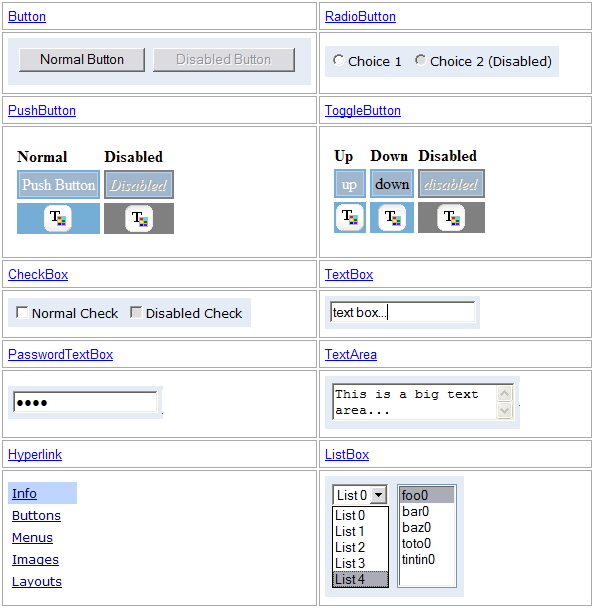 Button
RadioButton
Normal Button Disabled Button
Choice 1 Choice 2 (Disabled)
PushButton
ToggleButton
Normal Disabled
Push Button Disabled
T T
Up Down Disabled
up down disabled
T T T
CheckBox
TextBox
Normal Check Disabled Check
text box...
PasswordTextBox
TextArea
●●●●
This is a big text
area...
Hyperlink
ListBox
Info
Buttons
Menus
Images
Layouts
List 0
List 0
List 1
List 2
List 3
List 4
foo0
bar0
baz0
toto0
tintin0